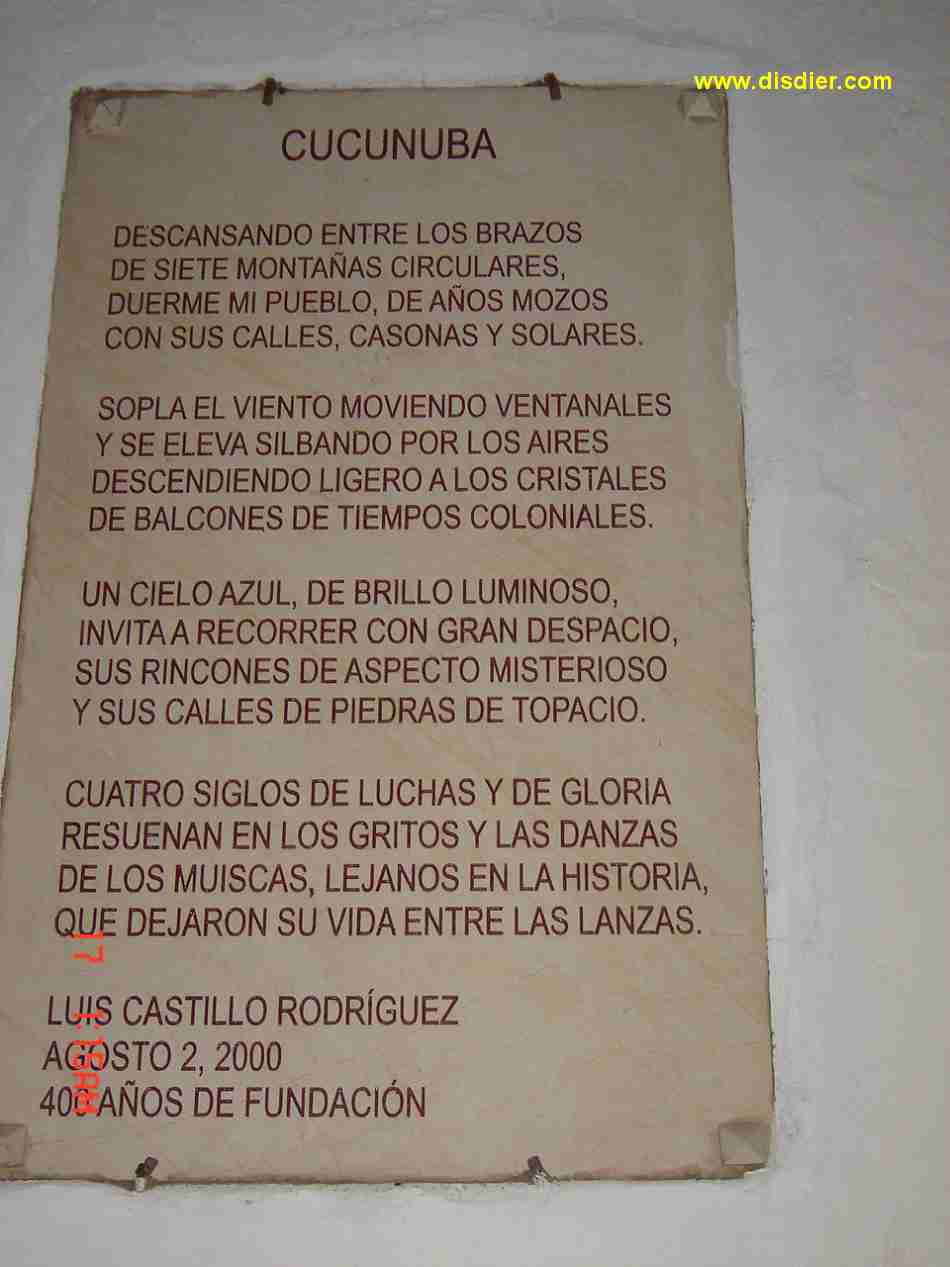 www.disdier.com
CUCUNUBA
DESCANSANDO ENTRE LOS BRAZOS
DE SIETE MONTAÑAS CIRCULARES,
DUERME MI PUEBLO, DE AÑOS MOZOS
CON SUS CALLES, CASONAS Y SOLARES.
SOPLA EL VIENTO MOVIENDO VENTANALES
Y SE ELEVA SILBANDO POR LOS AIRES
DESCENDIENDO LIGERO A LOS CRISTALES
DE BALCONES DE TIEMPOS COLONIALES.
UN CIELO AZUL, DE BRILLO LUMINOSO,
INVITA A RECORRER CON GRAN DESPACIO,
SUS RINCONES DE ASPECTO MISTERIOSO
Y SUS CALLES DE PIEDRAS DE TOPACIO.
CUATRO SIGLOS DE LUCHAS Y DE GLORIA
RESUENAN EN LOS GRITOS Y LAS DANZAS
DE LOS MUISCAS, LEJANOS EN LA HISTORIA,
QUE DEJARON SU VIDA ENTRE LAS LANZAS.
LUIS CASTILLO RODRÍGUEZ
AGOSTO 2, 2000
400 AÑOS DE FUNDACIÓN